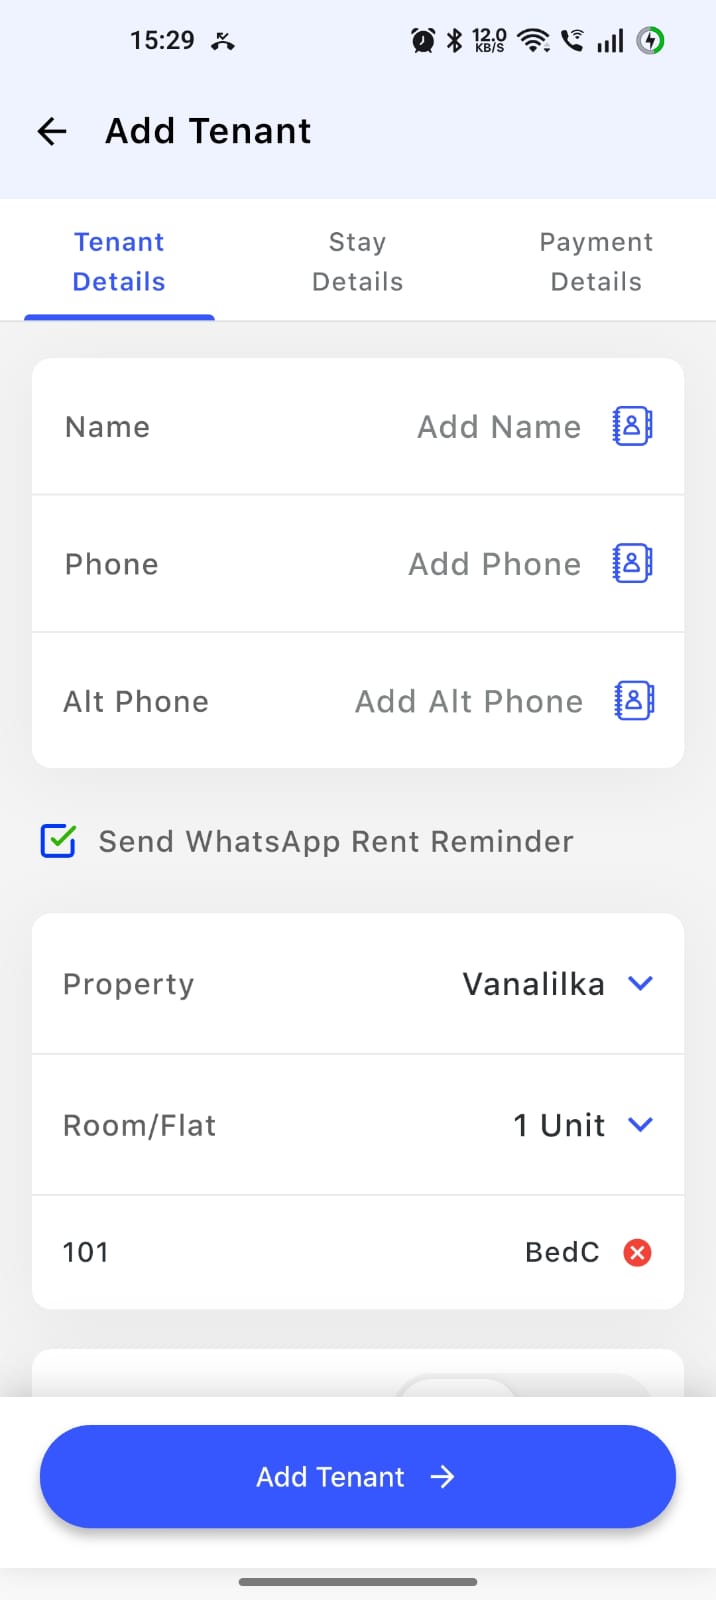 15:29
12.0
KB/S
Add Tenant
Tenant
Details
Stay
Details
Payment
Details
Name
Add Name
Phone
Add Phone
Alt Phone
Add Alt Phone
Send WhatsApp Rent Reminder
Property
Vanalilka
Room/Flat
1 Unit
101
BedC
Add Tenant